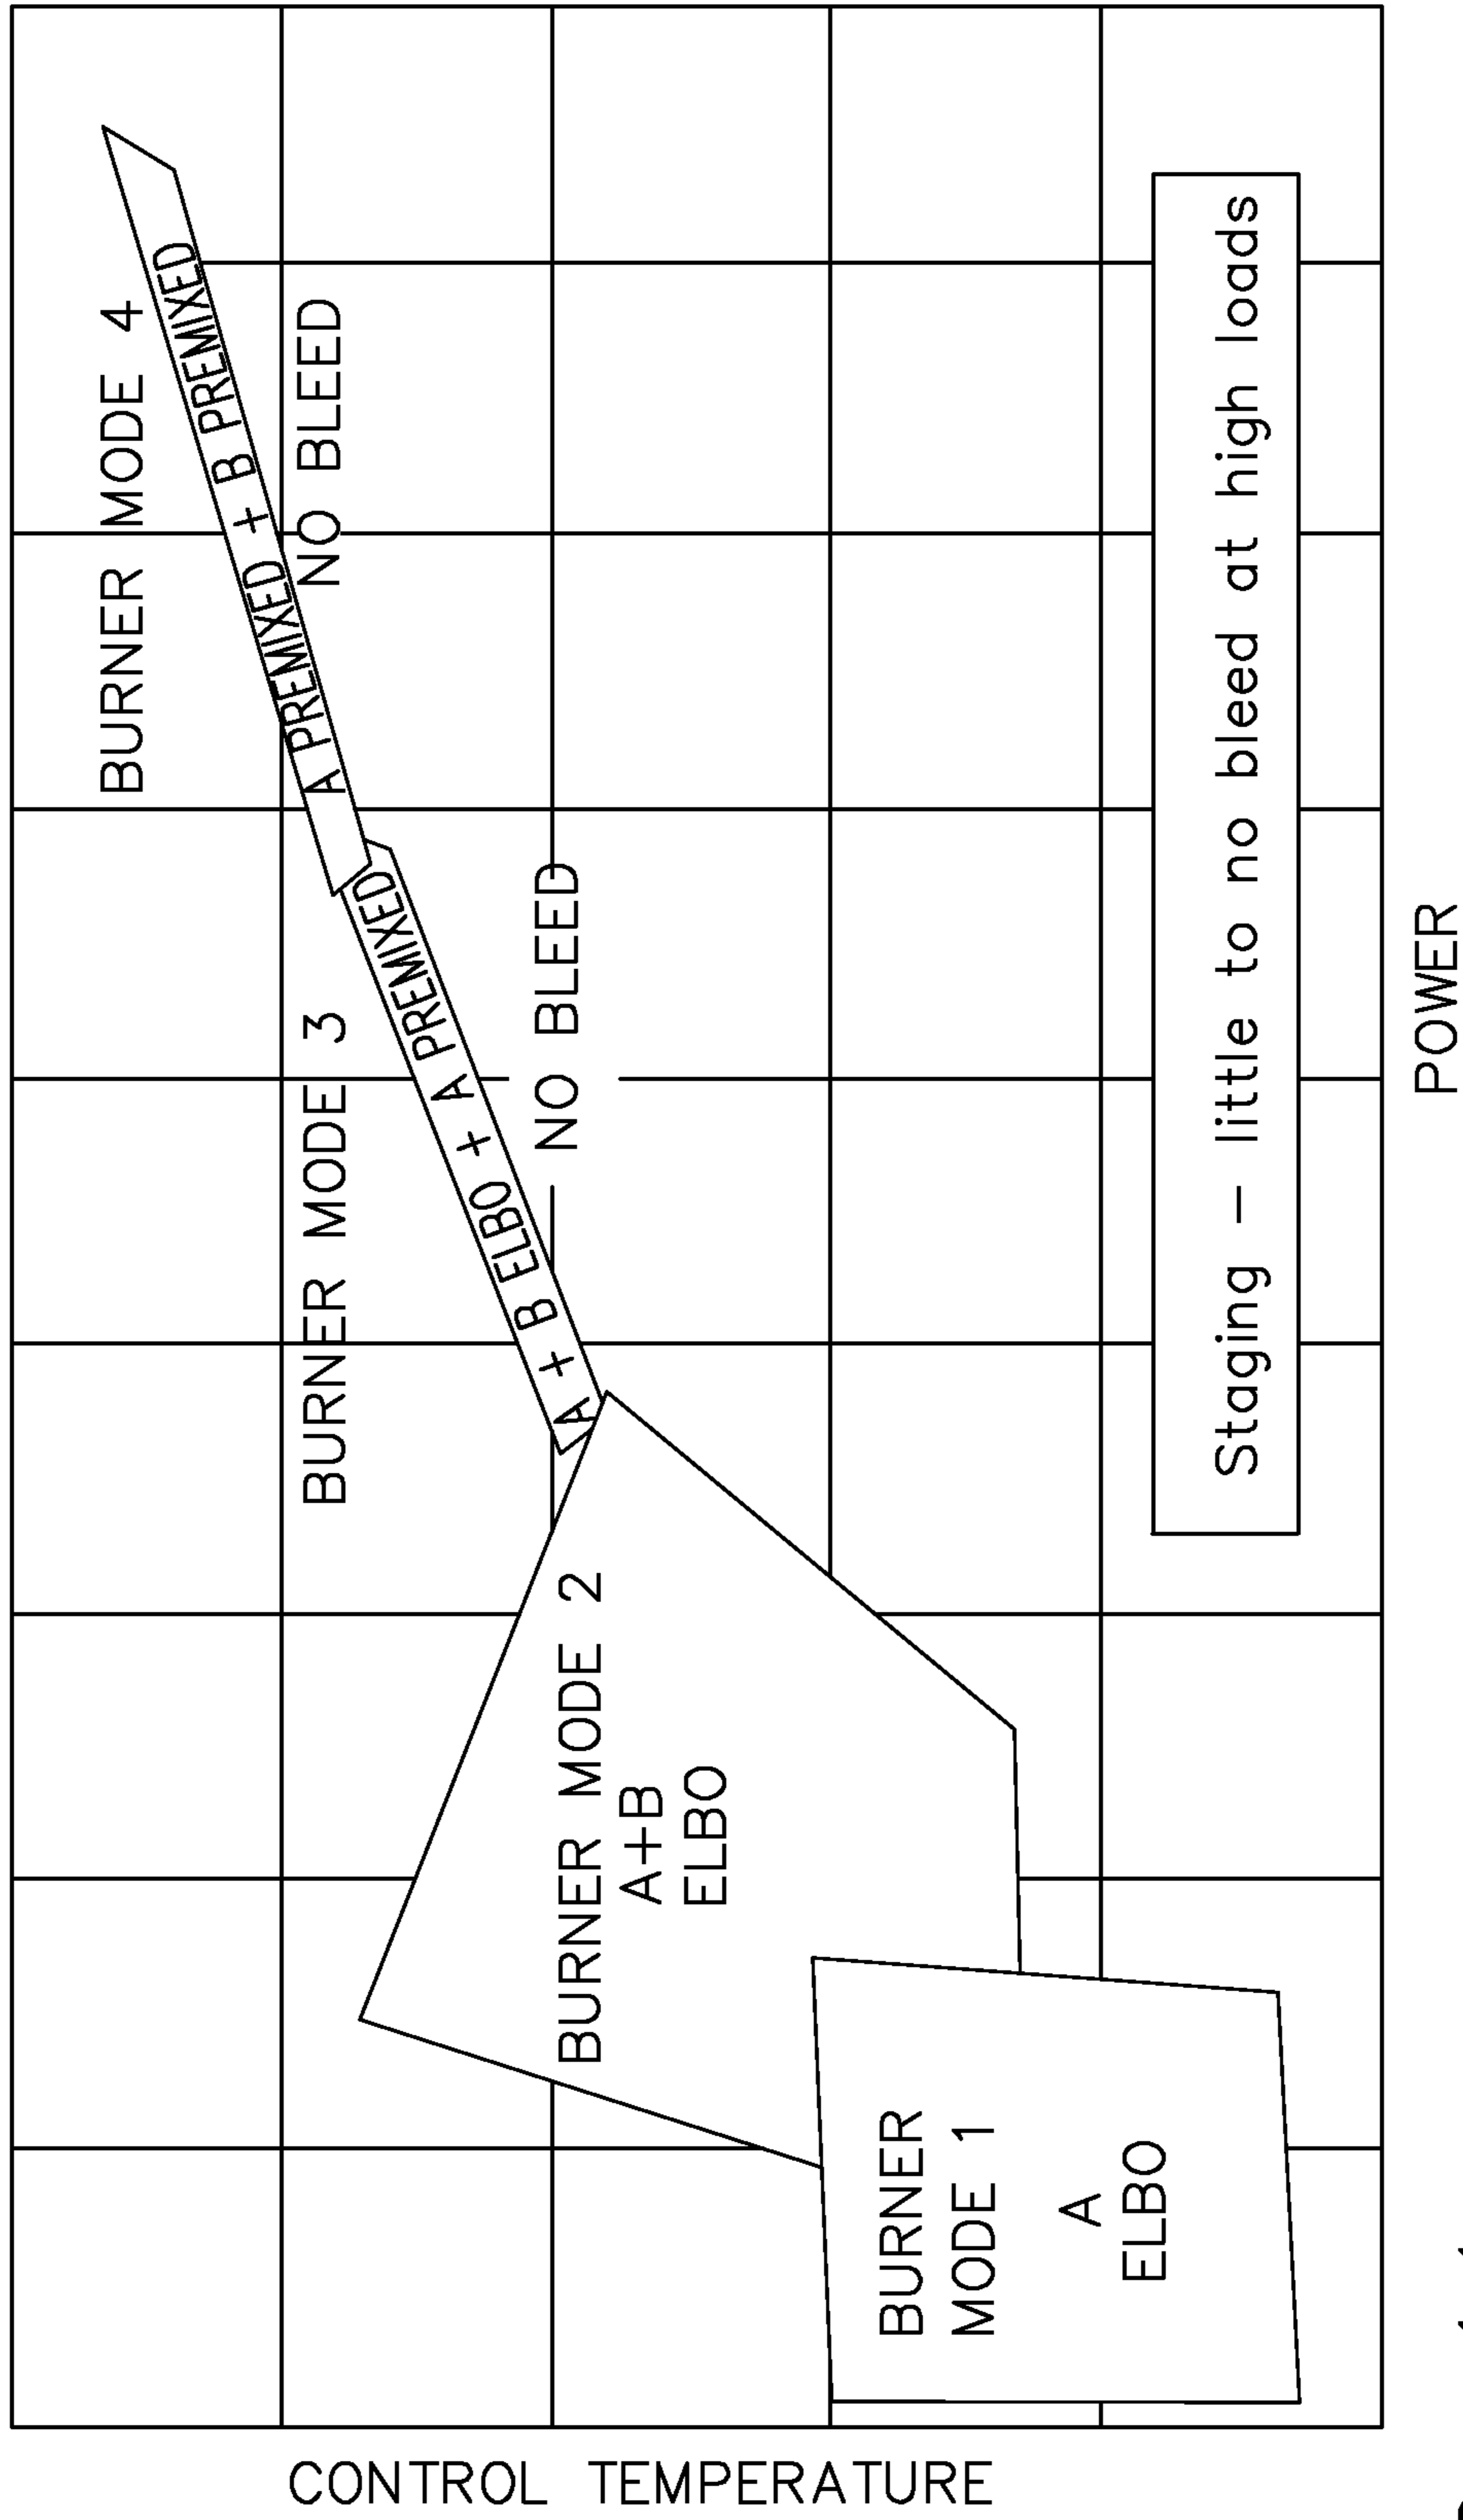 BURNER MODE 4
A PREMIXED + B PREMIXED
NO BLEED
BURNER MODE 3
A + B ELBO + A PREMIXED
NO BLEED
BURNER MODE 2
A+B
ELBO
BURNER
MODE 1
A
ELBO
Staging – little to no bleed at high loads
POWER
CONTROL TEMPERATURE